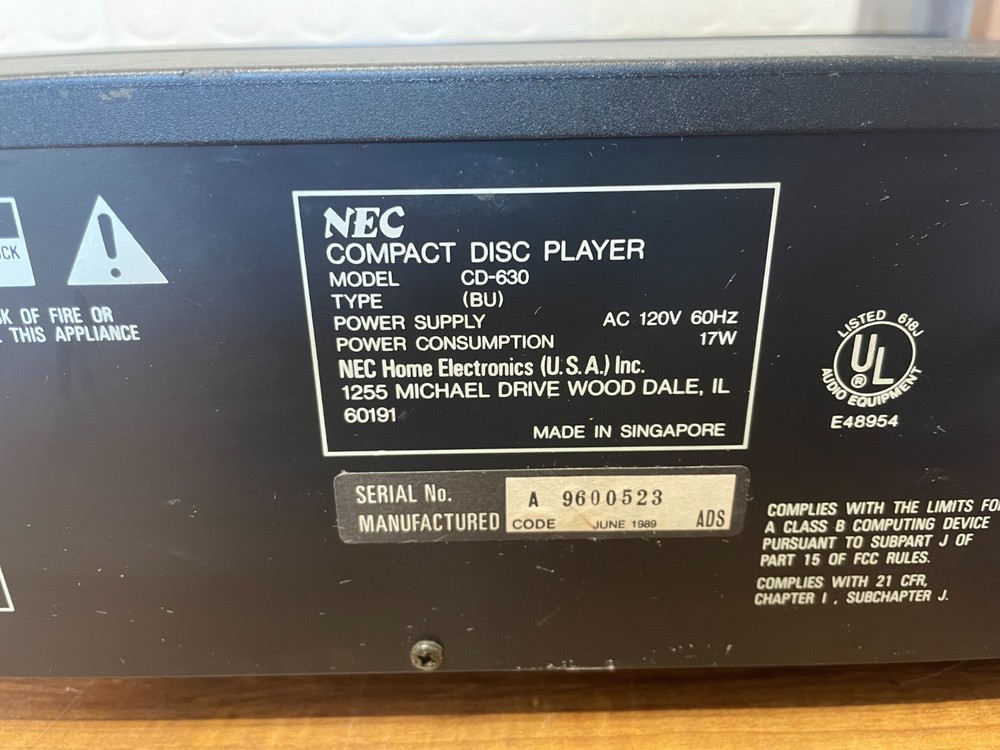 CK
K OF FIRE OR
THIS APPLIANCE
NEC
COMPACT DISC PLAYER
MODEL CD-630
TYPE (BU)
POWER SUPPLY AC 120V 60Hz
POWER CONSUMPTION 17W
NEC Home Electronics (U.S.A.) Inc.
1255 MICHAEL DRIVE WOOD DALE, IL
60191
MADE IN SINGAPORE
SERIAL No. A 9600523
MANUFACTURED CODE JUNE 1989 ADS
LISTED 618J
UL
®
AUDIO EQUIPMENT
E48954
COMPLIES WITH THE LIMITS FO
A CLASS B COMPUTING DEVICE
PURSUANT TO SUBPART J OF
PART 15 OF FCC RULES.
COMPLIES WITH 21 CFR,
CHAPTER I , SUBCHAPTER J.